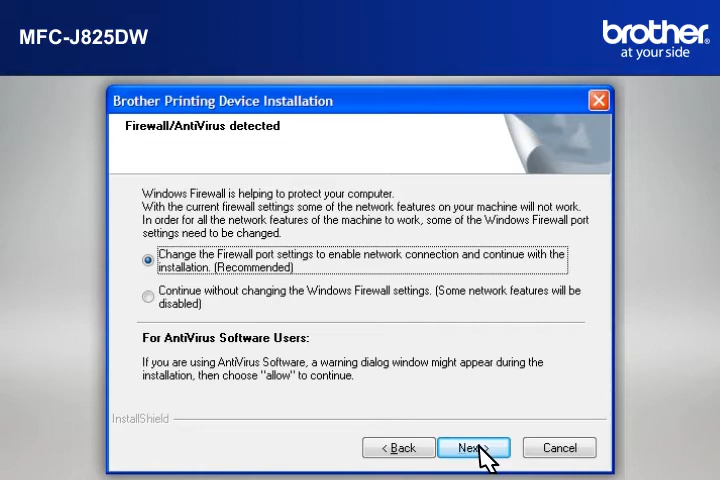 MFC-J825DW
brother
at your side
Brother Printing Device Installation
Firewall/AntiVirus detected
Windows Firewall is helping to protect your computer.
With the current firewall settings some of the network features on your machine will not work.
In order for all the network features of the machine to work, some of the Windows Firewall port
settings need to be changed.
Change the Firewall port settings to enable network connection and continue with the
installation. (Recommended)
Continue without changing the Windows Firewall settings. (Some network features will be
disabled)
For AntiVirus Software Users:
If you are using AntiVirus Software, a warning dialog window might appear during the
installation, then choose "allow" to continue.
InstallShield
< Back
Next >
Cancel